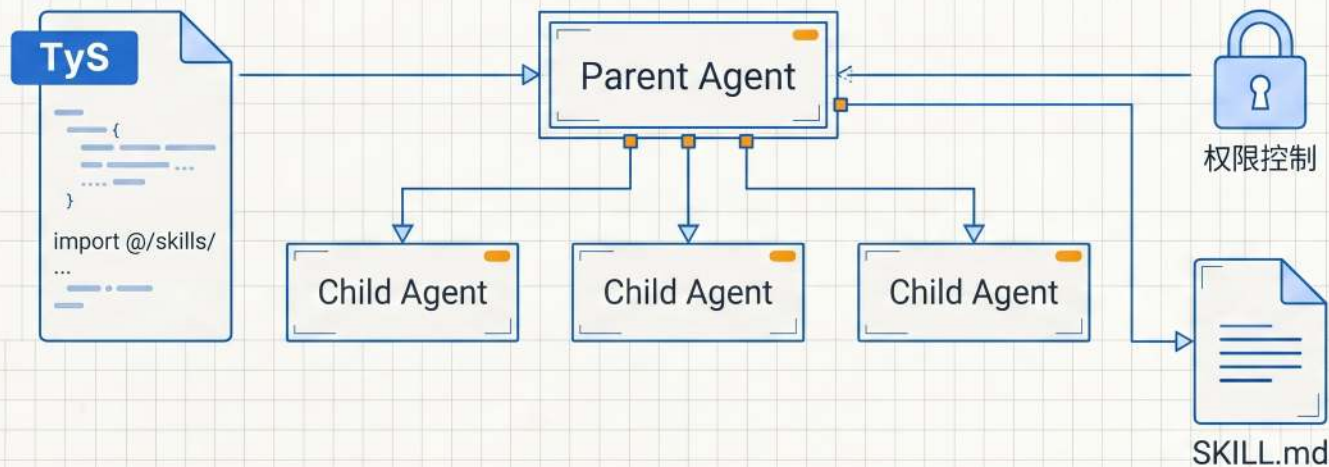 TyS
{
...
....
}
import @/skills/
...
Parent Agent
权限控制
Child Agent
Child Agent
Child Agent
SKILL.md